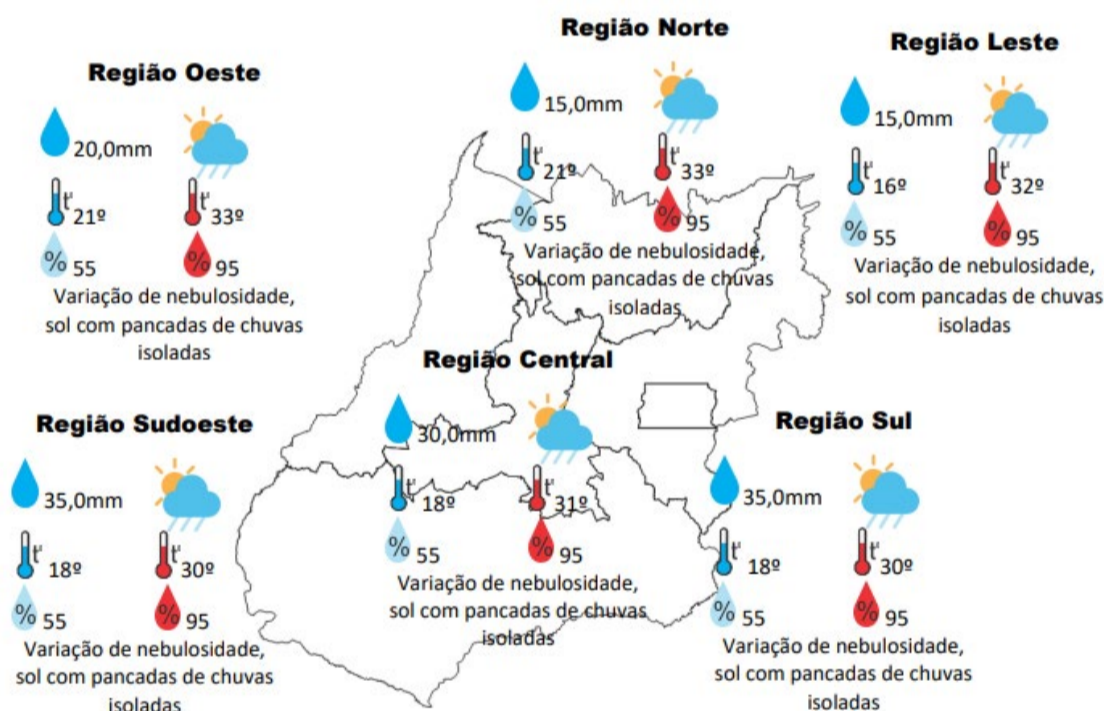 Região Norte
15,0mm
21º
33º
%
55
%
95
Variação de nebulosidade,
sol com pancadas de chuvas
isoladas
Região Leste
15,0mm
16º
32º
%
55
%
95
Variação de nebulosidade,
sol com pancadas de chuvas
isoladas
Região Oeste
20,0mm
21º
33º
%
55
%
95
Variação de nebulosidade,
sol com pancadas de chuvas
isoladas
Região Central
30,0mm
18º
31º
%
55
%
95
Variação de nebulosidade,
sol com pancadas de chuvas
isoladas
Região Sudoeste
35,0mm
18º
30º
%
55
%
95
Variação de nebulosidade,
sol com pancadas de chuvas
isoladas
Região Sul
35,0mm
18º
30º
%
55
%
95
Variação de nebulosidade,
sol com pancadas de chuvas
isoladas